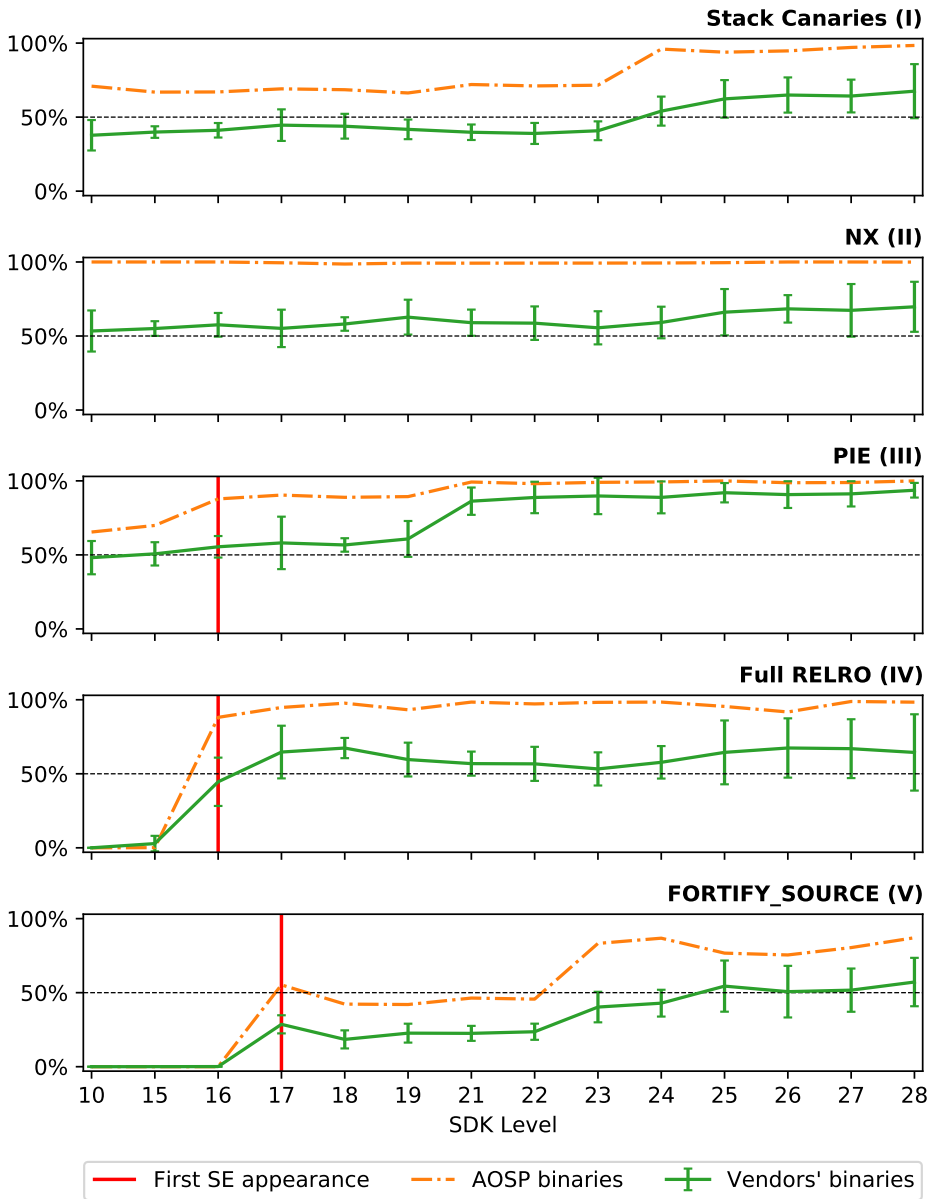 Stack Canaries (I)
100%
50%
0%
NX (II)
100%
50%
0%
PIE (III)
100%
50%
0%
Full RELRO (IV)
100%
50%
0%
FORTIFY_SOURCE (V)
100%
50%
0%
10 15 16 17 18 19 21 22 23 24 25 26 27 28
SDK Level
First SE appearance AOSP binaries Vendors' binaries